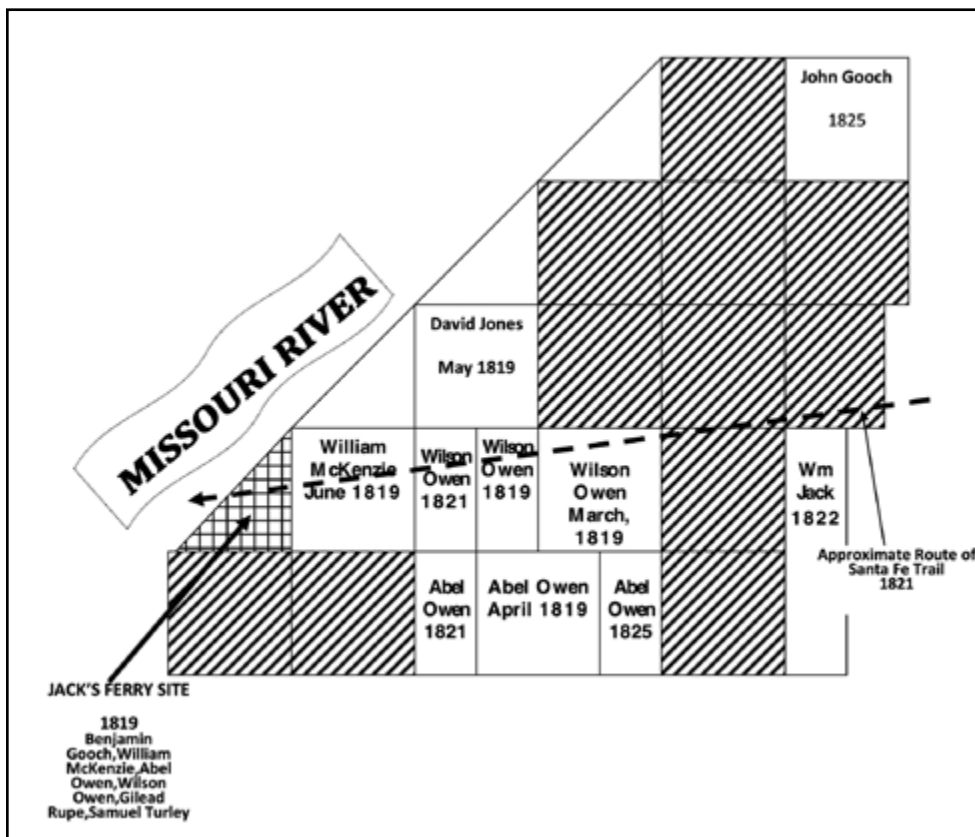 John Gooch
1825
MISSOURI RIVER
David Jones
May 1819
William
McKenzie
June 1819
Wilson
Owen
1821
Wilson
Owen
1819
Wilson
Owen
March,
1819
Wm
Jack
1822
Approximate Route of
Santa Fe Trail
1821
Abel
Owen
1821
Abel Owen
April 1819
Abel
Owen
1825
JACK'S FERRY SITE
1819
Benjamin
Gooch,William
McKenzie,Abel
Owen,Wilson
Owen,Gilead
Rupe,Samuel Turley